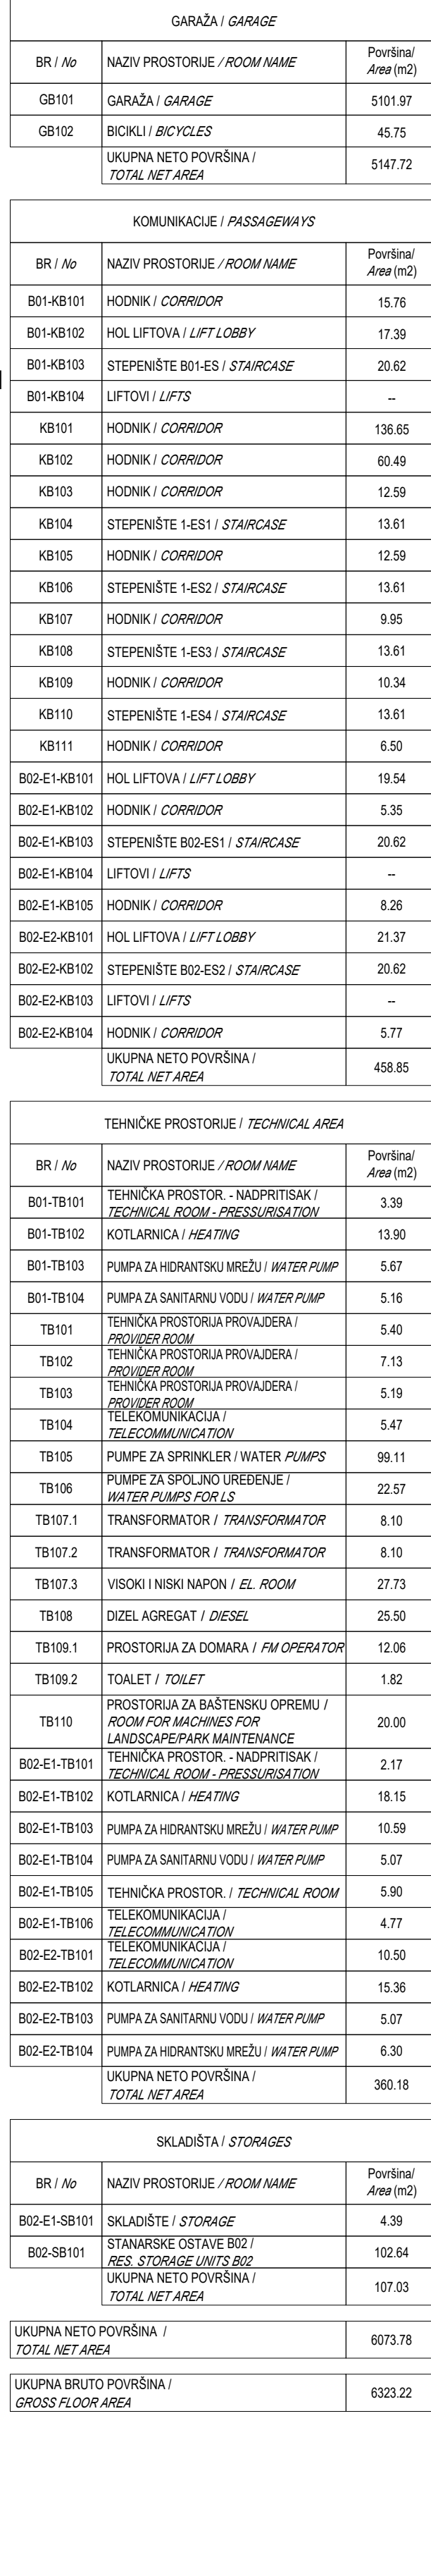 GARAŽA / GARAGE
BR / No NAZIV PROSTORIJE / ROOM NAME Površina/
Area (m2)
GB101 GARAŽA / GARAGE 5101.97
GB102 BICIKLI / BICYCLES 45.75
UKUPNA NETO POVRŠINA /
TOTAL NET AREA 5147.72
KOMUNIKACIJE / PASSAGEWAYS
BR / No NAZIV PROSTORIJE / ROOM NAME Površina/
Area (m2)
B01-KB101 HODNIK / CORRIDOR 15.76
B01-KB102 HOL LIFTOVA / LIFT LOBBY 17.39
B01-KB103 STEPENIŠTE B01-ES / STAIRCASE 20.62
B01-KB104 LIFTOVI / LIFTS --
KB101 HODNIK / CORRIDOR 136.65
KB102 HODNIK / CORRIDOR 60.49
KB103 HODNIK / CORRIDOR 12.59
KB104 STEPENIŠTE 1-ES1 / STAIRCASE 13.61
KB105 HODNIK / CORRIDOR 12.59
KB106 STEPENIŠTE 1-ES2 / STAIRCASE 13.61
KB107 HODNIK / CORRIDOR 9.95
KB108 STEPENIŠTE 1-ES3 / STAIRCASE 13.61
KB109 HODNIK / CORRIDOR 10.34
KB110 STEPENIŠTE 1-ES4 / STAIRCASE 13.61
KB111 HODNIK / CORRIDOR 6.50
B02-E1-KB101 HOL LIFTOVA / LIFT LOBBY 19.54
B02-E1-KB102 HODNIK / CORRIDOR 5.35
B02-E1-KB103 STEPENIŠTE B02-ES1 / STAIRCASE 20.62
B02-E1-KB104 LIFTOVI / LIFTS --
B02-E1-KB105 HODNIK / CORRIDOR 8.26
B02-E2-KB101 HOL LIFTOVA / LIFT LOBBY 21.37
B02-E2-KB102 STEPENIŠTE B02-ES2 / STAIRCASE 20.62
B02-E2-KB103 LIFTOVI / LIFTS --
B02-E2-KB104 HODNIK / CORRIDOR 5.77
UKUPNA NETO POVRŠINA /
TOTAL NET AREA 458.85
TEHNIČKE PROSTORIJE / TECHNICAL AREA
BR / No NAZIV PROSTORIJE / ROOM NAME Površina/
Area (m2)
B01-TB101 TEHNIČKA PROSTOR. - NADPRITISAK /
TECHNICAL ROOM - PRESSURISATION 3.39
B01-TB102 KOTLARNICA / HEATING 13.90
B01-TB103 PUMPA ZA HIDRANTSKU MREŽU / WATER PUMP 5.67
B01-TB104 PUMPA ZA SANITARNU VODU / WATER PUMP 5.16
TB101 TEHNIČKA PROSTORIJA PROVAJDERA /
PROVIDER ROOM 5.40
TB102 TEHNIČKA PROSTORIJA PROVAJDERA /
PROVIDER ROOM 7.13
TB103 TEHNIČKA PROSTORIJA PROVAJDERA /
PROVIDER ROOM 5.19
TB104 TELEKOMUNIKACIJA /
TELECOMMUNICATION 5.47
TB105 PUMPE ZA SPRINKLER / WATER PUMPS 99.11
TB106 PUMPE ZA SPOLJNO UREĐENJE /
WATER PUMPS FOR LS 22.57
TB107.1 TRANSFORMATOR / TRANSFORMATOR 8.10
TB107.2 TRANSFORMATOR / TRANSFORMATOR 8.10
TB107.3 VISOKI I NISKI NAPON / EL. ROOM 27.73
TB108 DIZEL AGREGAT / DIESEL 25.50
TB109.1 PROSTORIJA ZA DOMARA / FM OPERATOR 12.06
TB109.2 TOALET / TOILET 1.82
TB110 PROSTORIJA ZA BAŠTENSKU OPREMU /
ROOM FOR MACHINES FOR
LANDSCAPE/PARK MAINTENANCE 20.00
B02-E1-TB101 TEHNIČKA PROSTOR. - NADPRITISAK /
TECHNICAL ROOM - PRESSURISATION 2.17
B02-E1-TB102 KOTLARNICA / HEATING 18.15
B02-E1-TB103 PUMPA ZA HIDRANTSKU MREŽU / WATER PUMP 10.59
B02-E1-TB104 PUMPA ZA SANITARNU VODU / WATER PUMP 5.07
B02-E1-TB105 TEHNIČKA PROSTOR. / TECHNICAL ROOM 5.90
B02-E1-TB106 TELEKOMUNIKACIJA /
TELECOMMUNICATION 4.77
B02-E2-TB101 TELEKOMUNIKACIJA /
TELECOMMUNICATION 10.50
B02-E2-TB102 KOTLARNICA / HEATING 15.36
B02-E2-TB103 PUMPA ZA SANITARNU VODU / WATER PUMP 5.07
B02-E2-TB104 PUMPA ZA HIDRANTSKU MREŽU / WATER PUMP 6.30
UKUPNA NETO POVRŠINA /
TOTAL NET AREA 360.18
SKLADIŠTA / STORAGES
BR / No NAZIV PROSTORIJE / ROOM NAME Površina/
Area (m2)
B02-E1-SB101 SKLADIŠTE / STORAGE 4.39
B02-SB101 STANARSKE OSTAVE B02 /
RES. STORAGE UNITS B02 102.64
UKUPNA NETO POVRŠINA /
TOTAL NET AREA 107.03
UKUPNA NETO POVRŠINA /
TOTAL NET AREA 6073.78
UKUPNA BRUTO POVRŠINA /
GROSS FLOOR AREA 6323.22